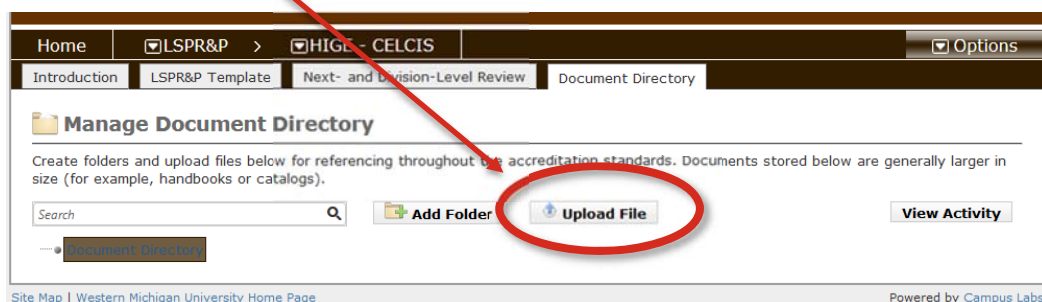 Home LSPR&P > HIGE - CELCIS Options
Introduction LSPR&P Template Next- and Division-Level Review Document Directory
Manage Document Directory
Create folders and upload files below for referencing throughout the accreditation standards. Documents stored below are generally larger in
size (for example, handbooks or catalogs).
Search Add Folder Upload File View Activity
Document Directory
Site Map | Western Michigan University Home Page Powered by Campus Labs